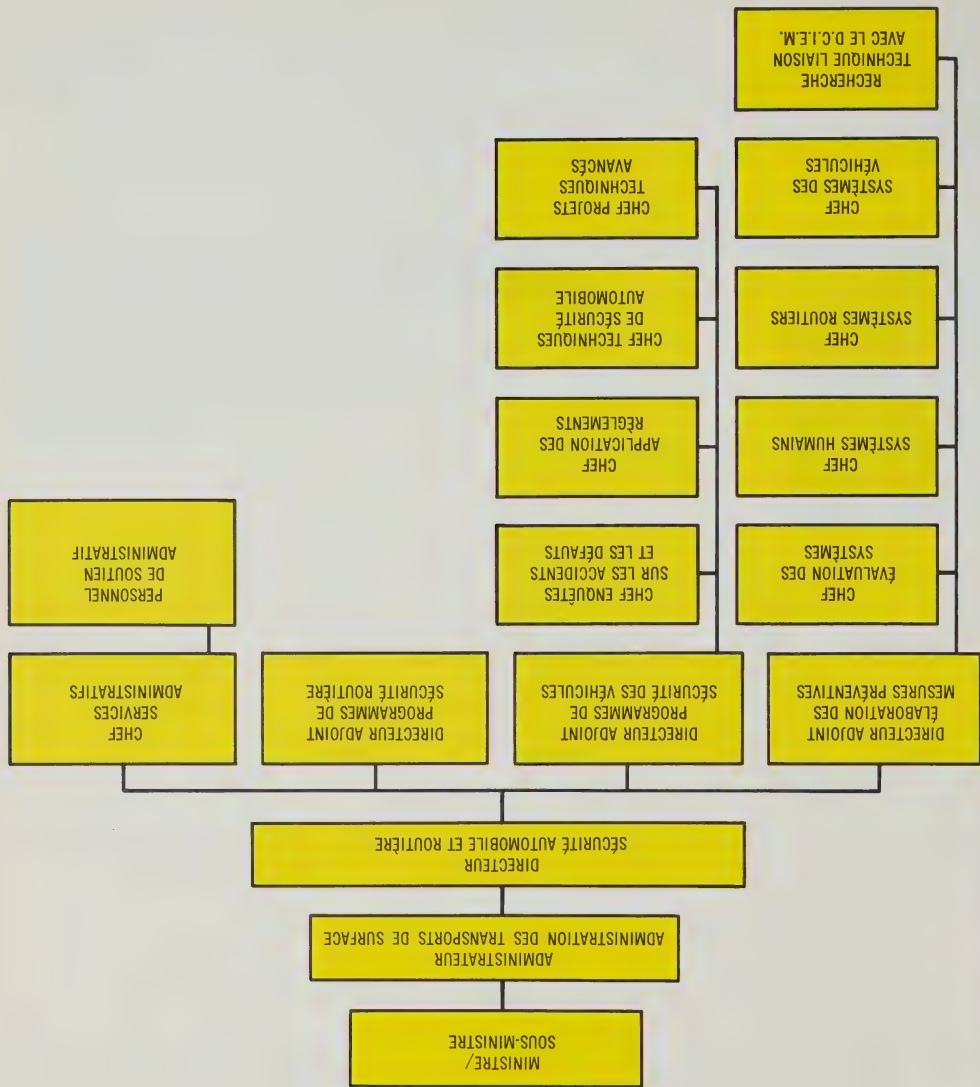 MINISTRE/
SOUS-MINISTRE
ADMINISTRATEUR
ADMINISTRATION DES TRANSPORTS DE SURFACE
DIRECTEUR
SÉCURITÉ AUTOMOBILE ET ROUTIÈRE
DIRECTEUR ADJOINT
ÉLABORATION DES
MESURES PRÉVENTIVES
DIRECTEUR ADJOINT
PROGRAMMES DE
SÉCURITÉ DES VÉHICULES
DIRECTEUR ADJOINT
PROGRAMMES DE
SÉCURITÉ ROUTIÈRE
CHEF
SERVICES
ADMINISTRATIFS
CHEF
ÉVALUATION DES
SYSTÈMES
CHEF ENQUÊTES
SUR LES ACCIDENTS
ET LES DÉFAUTS
PERSONNEL
DE SOUTIEN
ADMINISTRATIF
CHEF
SYSTÈMES HUMAINS
CHEF
APPLICATION DES
RÈGLEMENTS
CHEF
SYSTÈMES ROUTIERS
CHEF TECHNIQUES
DE SÉCURITÉ
AUTOMOBILE
CHEF
SYSTÈMES DES
VÉHICULES
CHEF PROJETS
TECHNIQUES
AVANCÉS
RECHERCHE
TECHNIQUE LIAISON
AVEC LE D.C.I.E.M.